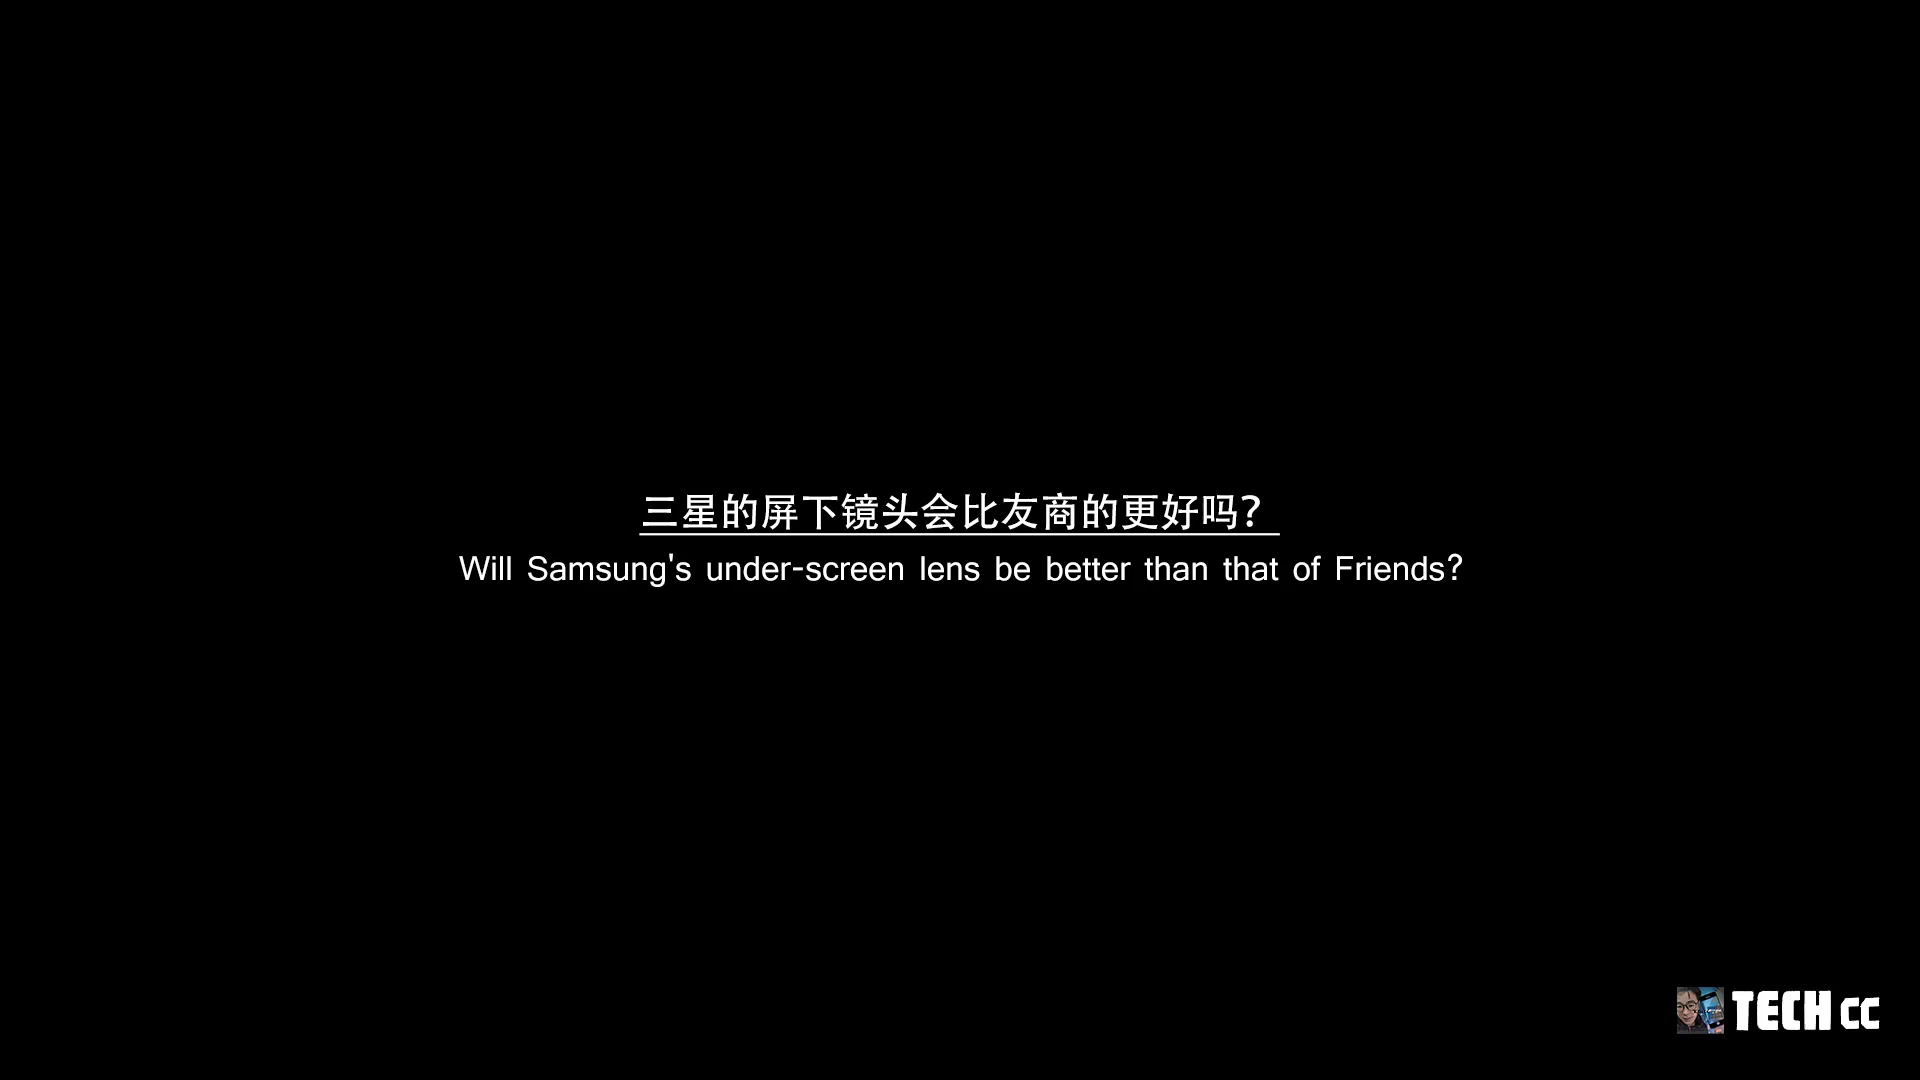 三星的屏下镜头会比友商的更好吗？
Will Samsung's under-screen lens be better than that of Friends?
TECH CC